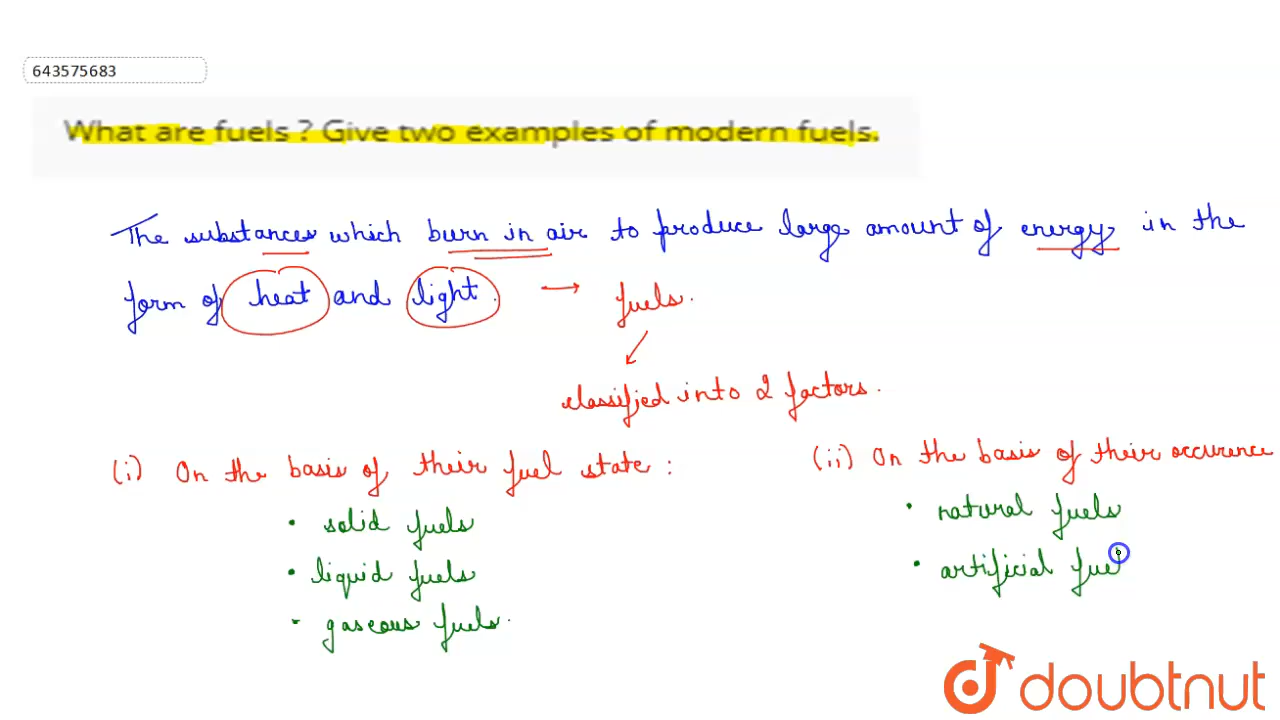 643575683
What are fuels ? Give two examples of modern fuels.
The substances which burn in air to produce large amount of energy in the
form of heat and light. → fuels.
classified into 2 factors.
(i) On the basis of their fuel state :
(ii) On the basis of their occurence
• solid fuels
• liquid fuels
• gaseous fuels.
• natural fuels
• artificial fuel
doubtnut